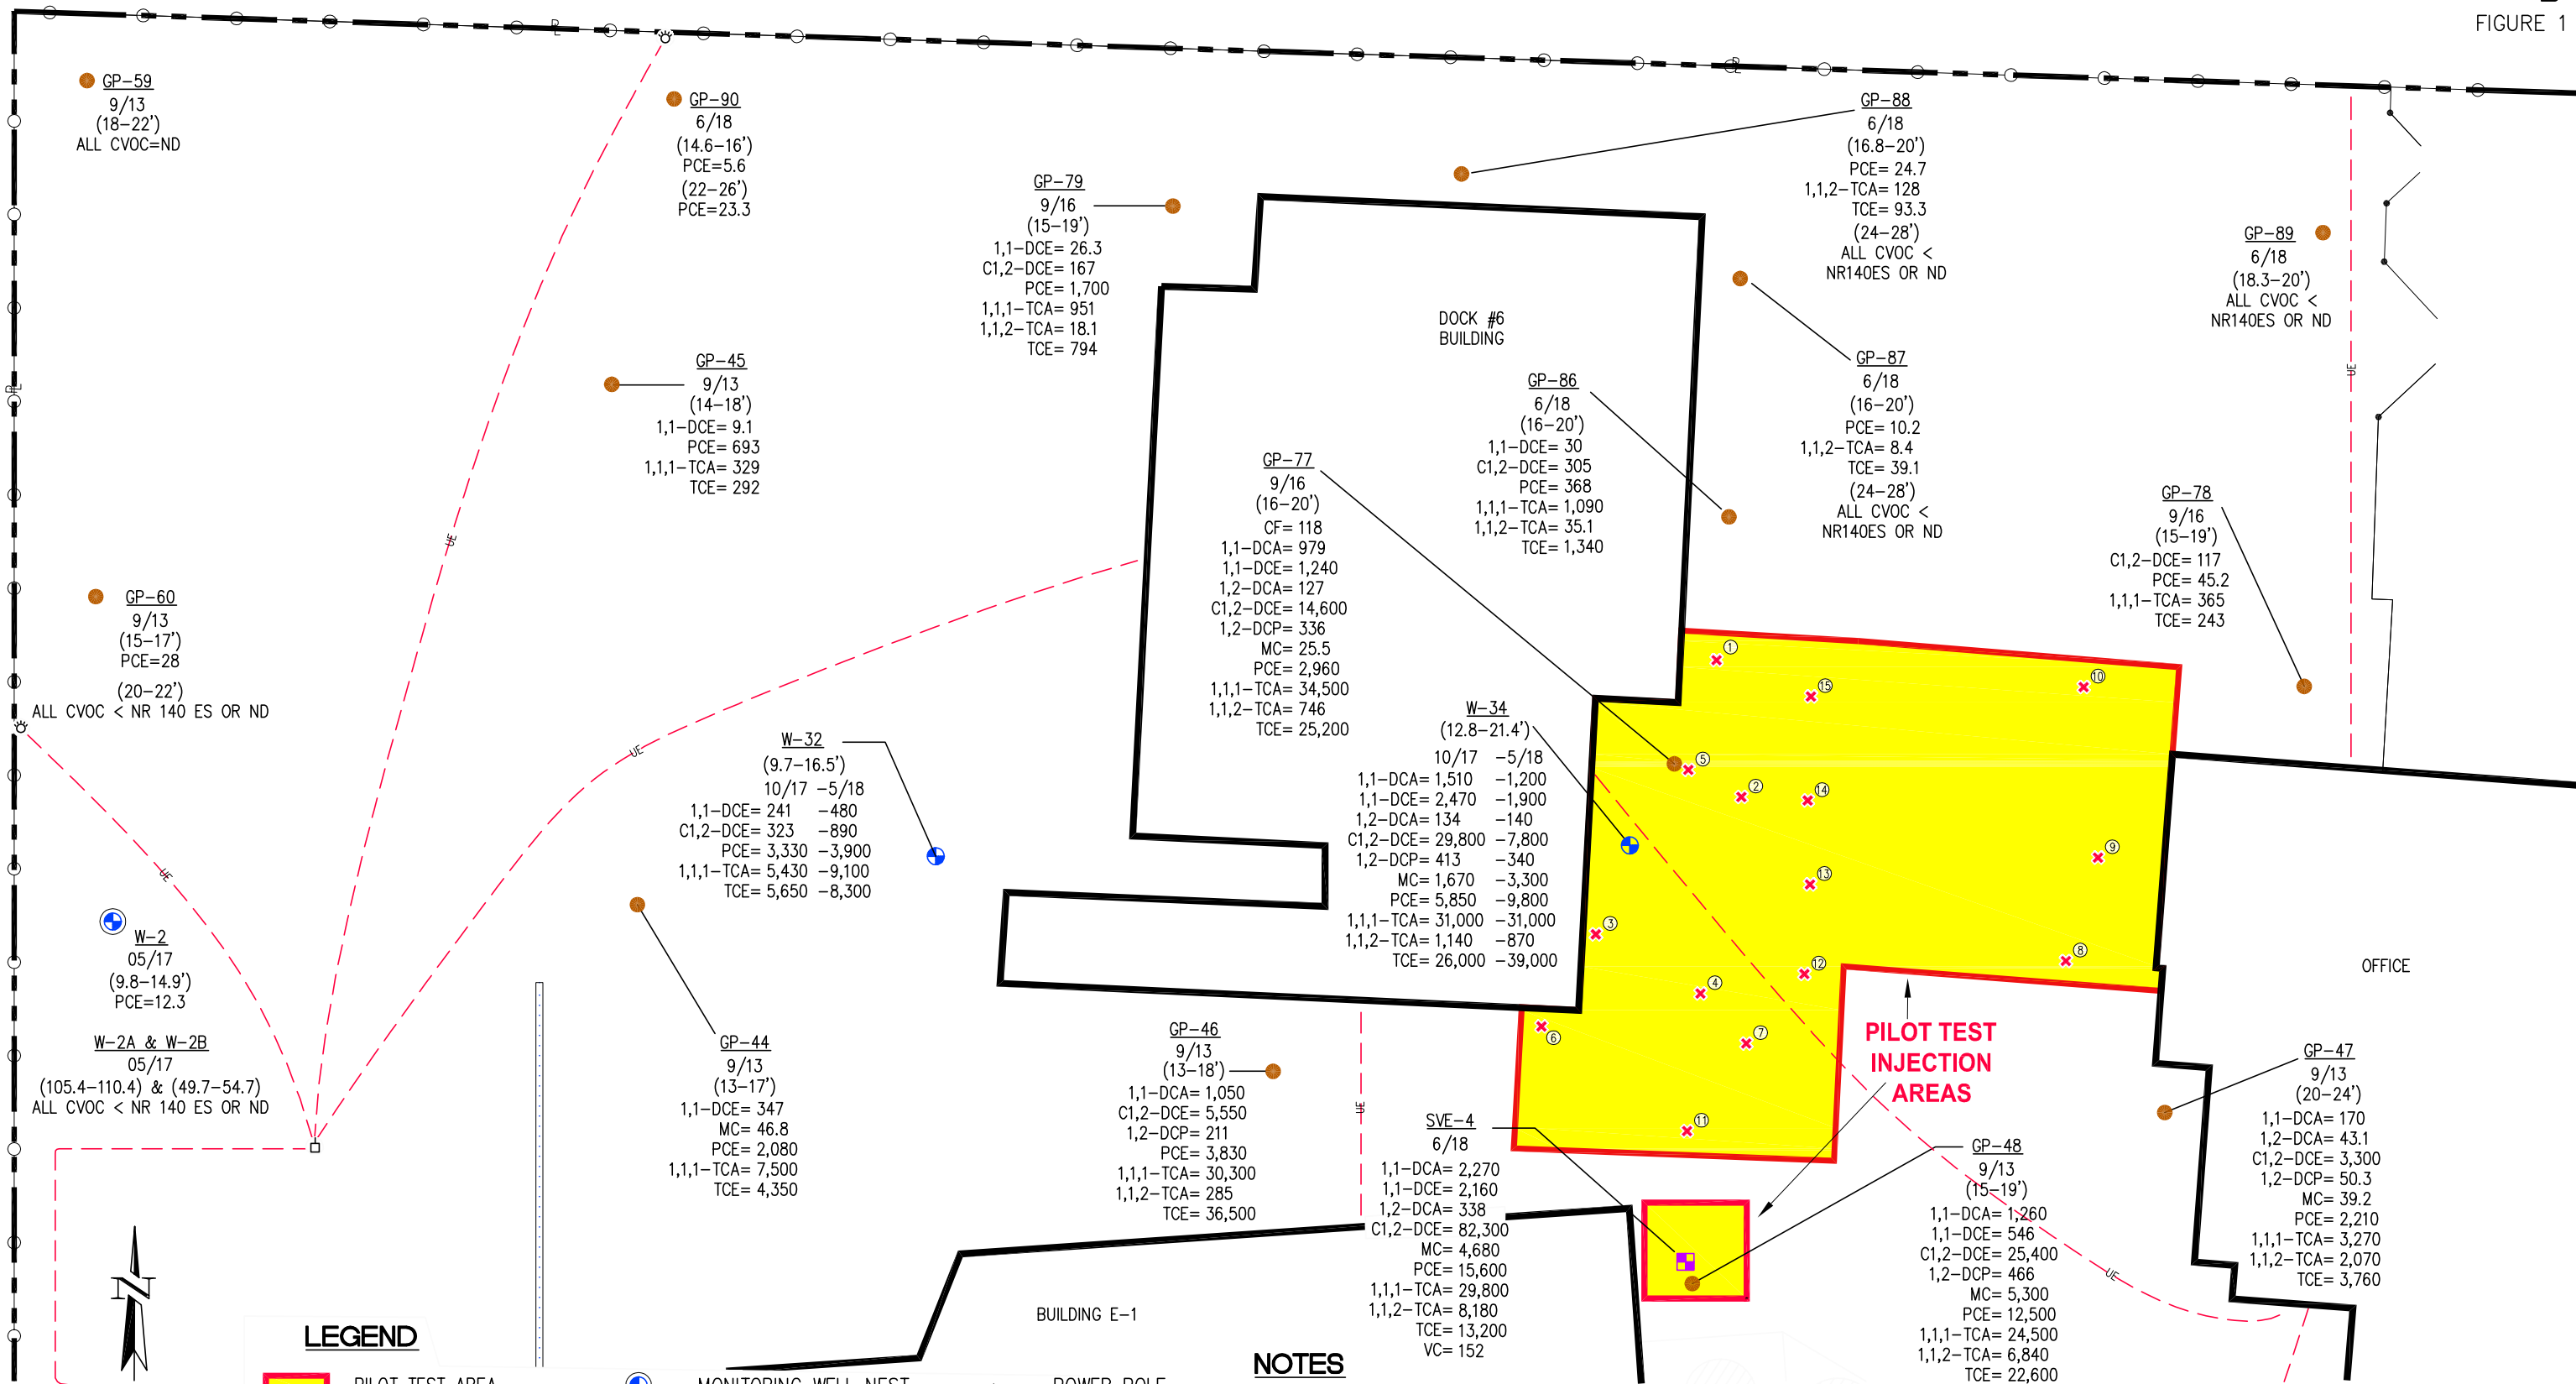 FIGURE 1
GP-59
9/13
(18-22')
ALL CVOC=ND
GP-90
6/18
(14.6-16')
PCE=5.6
(22-26')
PCE=23.3
GP-79
9/16
(15-19')
1,1-DCE= 26.3
C1,2-DCE= 167
PCE= 1,700
1,1,1-TCA= 951
1,1,2-TCA= 18.1
TCE= 794
GP-88
6/18
(16.8-20')
PCE= 24.7
1,1,2-TCA= 128
TCE= 93.3
(24-28')
ALL CVOC <
NR140ES OR ND
GP-89
6/18
(18.3-20')
ALL CVOC <
NR140ES OR ND
DOCK #6
BUILDING
GP-45
9/13
(14-18')
1,1-DCE= 9.1
PCE= 693
1,1,1-TCA= 329
TCE= 292
GP-86
6/18
(16-20')
1,1-DCE= 30
C1,2-DCE= 305
PCE= 368
1,1,1-TCA= 1,090
1,1,2-TCA= 35.1
TCE= 1,340
GP-87
6/18
(16-20')
PCE= 10.2
1,1,2-TCA= 8.4
TCE= 39.1
(24-28')
ALL CVOC <
NR140ES OR ND
GP-77
9/16
(16-20')
CF= 118
1,1-DCA= 979
1,1-DCE= 1,240
1,2-DCA= 127
C1,2-DCE= 14,600
1,2-DCP= 336
MC= 25.5
PCE= 2,960
1,1,1-TCA= 34,500
1,1,2-TCA= 746
TCE= 25,200
GP-78
9/16
(15-19')
C1,2-DCE= 117
PCE= 45.2
1,1,1-TCA= 365
TCE= 243
GP-60
9/13
(15-17')
PCE=28
(20-22')
ALL CVOC < NR 140 ES OR ND
W-32
(9.7-16.5')
10/17 -5/18
1,1-DCE= 241 -480
C1,2-DCE= 323 -890
PCE= 3,330 -3,900
1,1,1-TCA= 5,430 -9,100
TCE= 5,650 -8,300
W-34
(12.8-21.4')
10/17 -5/18
1,1-DCA= 1,510 -1,200
1,1-DCE= 2,470 -1,900
1,2-DCA= 134 -140
C1,2-DCE= 29,800 -7,800
1,2-DCP= 413 -340
MC= 1,670 -3,300
PCE= 5,850 -9,800
1,1,1-TCA= 31,000 -31,000
1,1,2-TCA= 1,140 -870
TCE= 26,000 -39,000
1
15
10
5
2
14
9
13
3
12
8
4
7
6
11
OFFICE
W-2
05/17
(9.8-14.9')
PCE=12.3
W-2A & W-2B
05/17
(105.4-110.4) & (49.7-54.7)
ALL CVOC < NR 140 ES OR ND
GP-44
9/13
(13-17')
1,1-DCE= 347
MC= 46.8
PCE= 2,080
1,1,1-TCA= 7,500
TCE= 4,350
GP-46
9/13
(13-18')
1,1-DCA= 1,050
C1,2-DCE= 5,550
1,2-DCP= 211
PCE= 3,830
1,1,1-TCA= 30,300
1,1,2-TCA= 285
TCE= 36,500
PILOT TEST
INJECTION
AREAS
SVE-4
6/18
1,1-DCA= 2,270
1,1-DCE= 2,160
1,2-DCA= 338
C1,2-DCE= 82,300
MC= 4,680
PCE= 15,600
1,1,1-TCA= 29,800
1,1,2-TCA= 8,180
TCE= 13,200
VC= 152
GP-48
9/13
(15-19')
1,1-DCA= 1,260
1,1-DCE= 546
C1,2-DCE= 25,400
1,2-DCP= 466
MC= 5,300
PCE= 12,500
1,1,1-TCA= 24,500
1,1,2-TCA= 6,840
TCE= 22,600
GP-47
9/13
(20-24')
1,1-DCA= 170
1,2-DCA= 43.1
C1,2-DCE= 3,300
1,2-DCP= 50.3
MC= 39.2
PCE= 2,210
1,1,1-TCA= 3,270
1,1,2-TCA= 2,070
TCE= 3,760
UE
UE
UE
UE
UE
UE
N
BUILDING E-1
LEGEND
PILOT TEST AREA
MONITORING WELL NEST
POWER POLE
NOTES